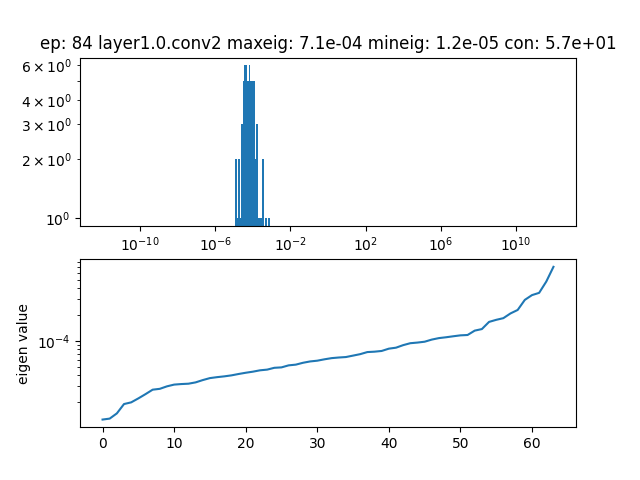 ep: 84 layer1.0.conv2 maxeig: 7.1e-04 mineig: 1.2e-05 con: 5.7e+01
6 × 10⁰
4 × 10⁰
3 × 10⁰
2 × 10⁰
10⁰
10⁻¹⁰ 10⁻⁶ 10⁻² 10² 10⁶ 10¹⁰
eigen value
10⁻⁴
0 10 20 30 40 50 60